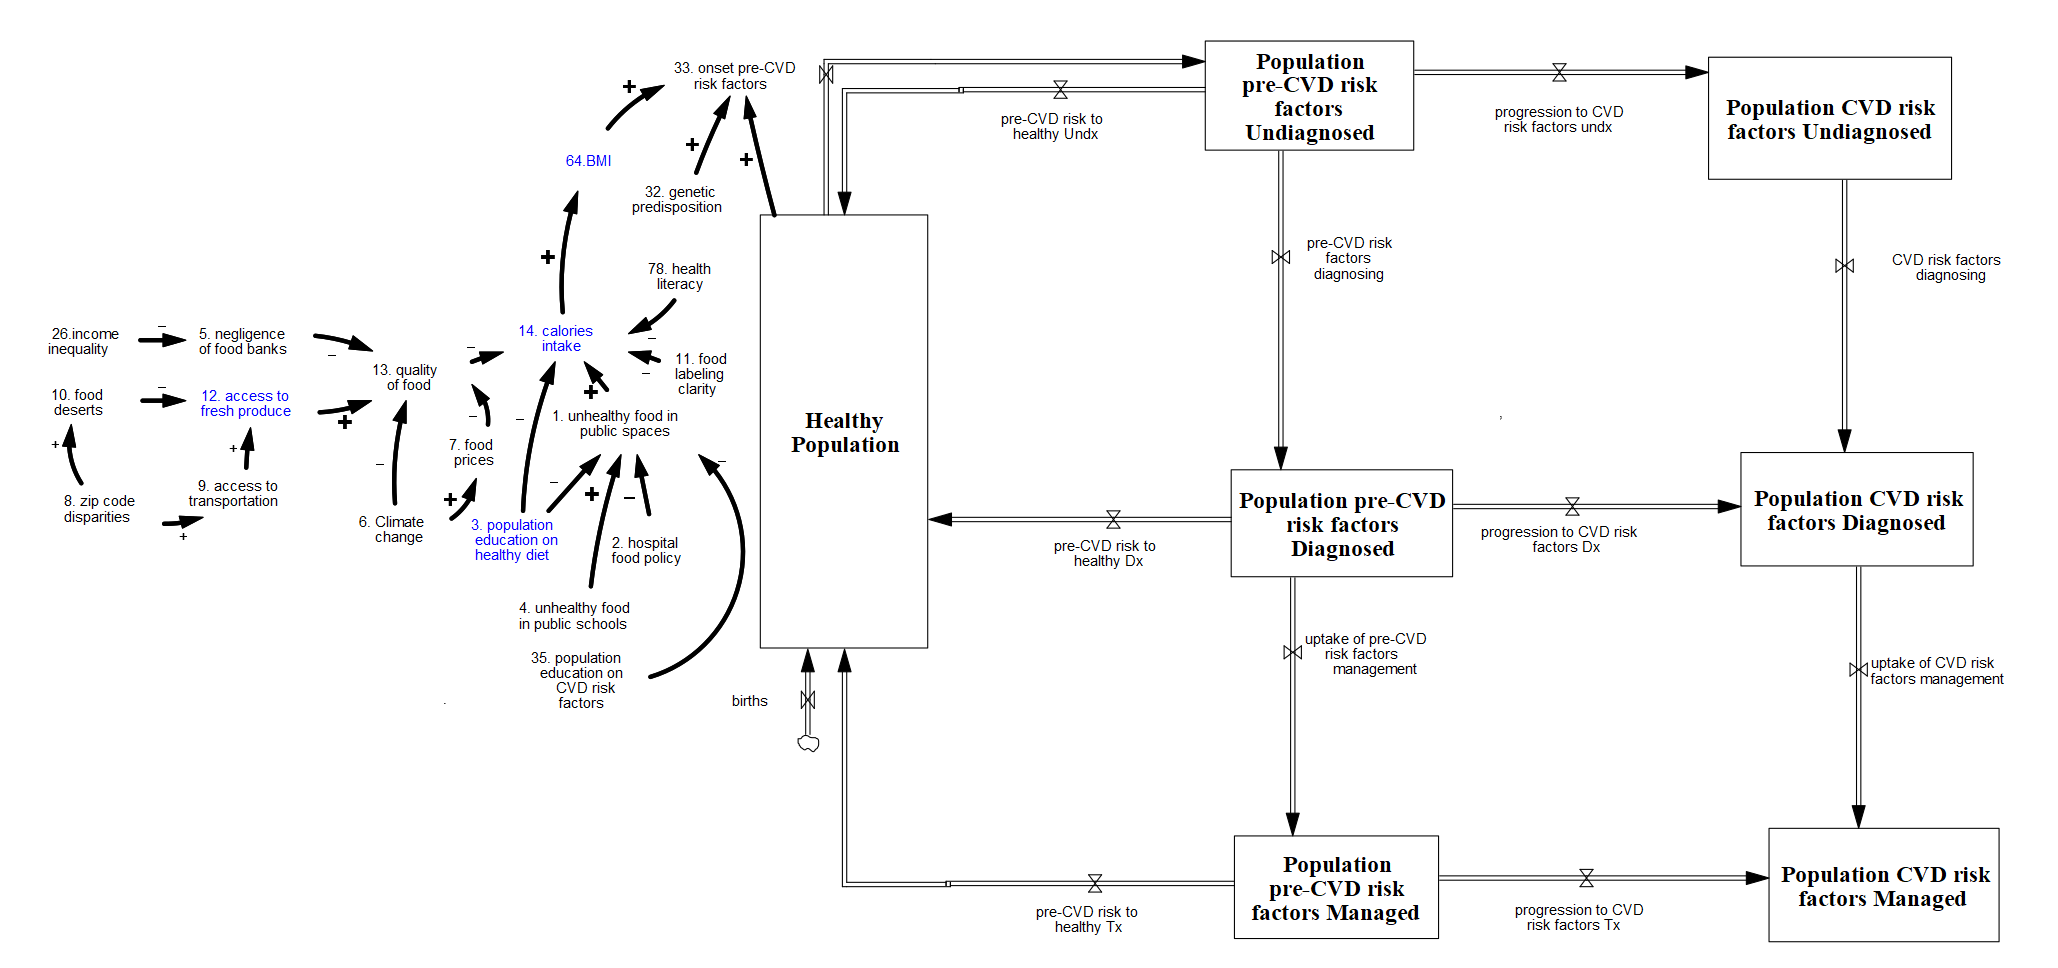 33. onset pre-CVD
risk factors
+
64.BMI
+
+
32. genetic
predisposition
+
+
78. health
literacy
–
14. calories
intake
11. food
labeling
clarity
–
26.income
inequality
–
5. negligence
of food banks
–
13. quality
of food
–
10. food
deserts
–
12. access to
fresh produce
+
+
8. zip code
disparities
+
9. access to
transportation
+
6. Climate
change
–
+
7. food
prices
–
1. unhealthy food in
public spaces
+
–
3. population
education on
healthy diet
–
+
–
2. hospital
food policy
4. unhealthy food
in public schools
35. population
education on
CVD risk
factors
–
.
births
Healthy
Population
pre-CVD risk to
healthy Undx
Population
pre-CVD risk
factors
Undiagnosed
progression to CVD
risk factors undx
Population CVD risk
factors Undiagnosed
pre-CVD risk
factors
diagnosing
CVD risk factors
diagnosing
,
pre-CVD risk to
healthy Dx
Population pre-CVD
risk factors
Diagnosed
progression to CVD risk
factors Dx
Population CVD risk
factors Diagnosed
uptake of pre-CVD
risk factors
management
uptake of CVD risk
factors management
pre-CVD risk to
healthy Tx
Population
pre-CVD risk
factors Managed
progression to CVD
risk factors Tx
Population CVD risk
factors Managed